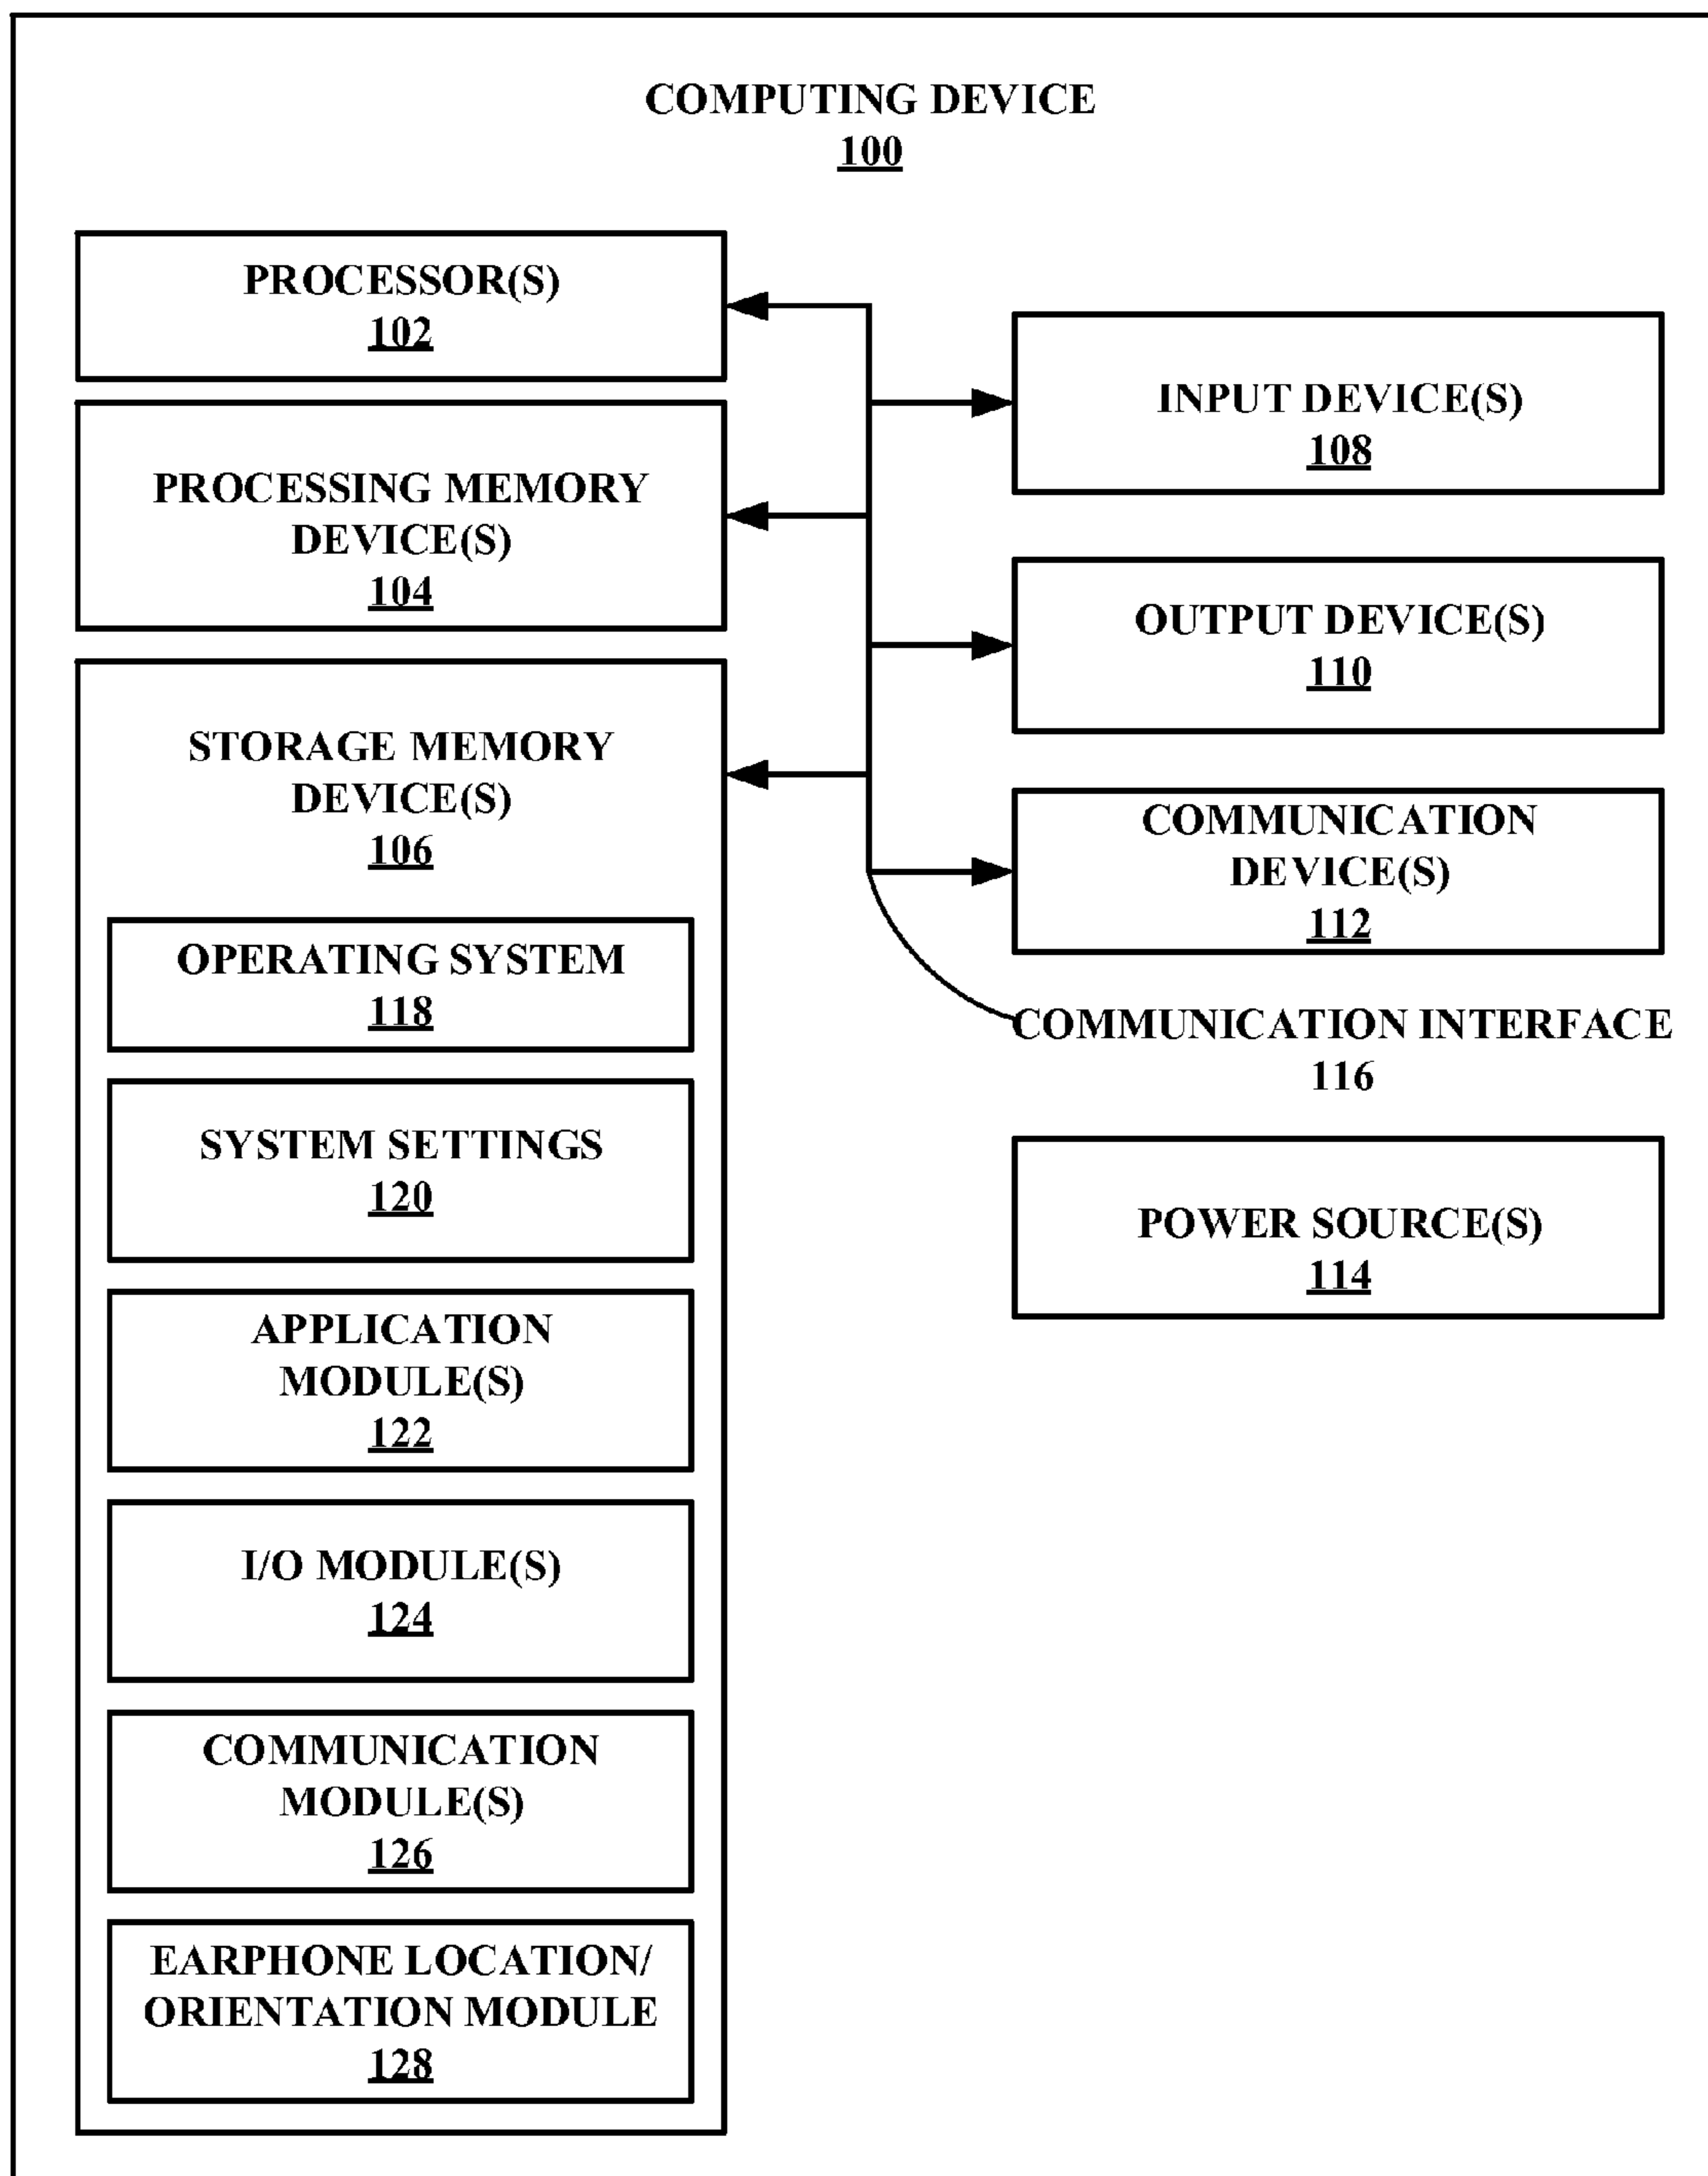 COMPUTING DEVICE
100
PROCESSOR(S)
102
PROCESSING MEMORY
DEVICE(S)
104
STORAGE MEMORY
DEVICE(S)
106
OPERATING SYSTEM
118
SYSTEM SETTINGS
120
APPLICATION
MODULE(S)
122
I/O MODULE(S)
124
COMMUNICATION
MODULE(S)
126
EARPHONE LOCATION/
ORIENTATION MODULE
128
INPUT DEVICE(S)
108
OUTPUT DEVICE(S)
110
COMMUNICATION
DEVICE(S)
112
COMMUNICATION INTERFACE
116
POWER SOURCE(S)
114